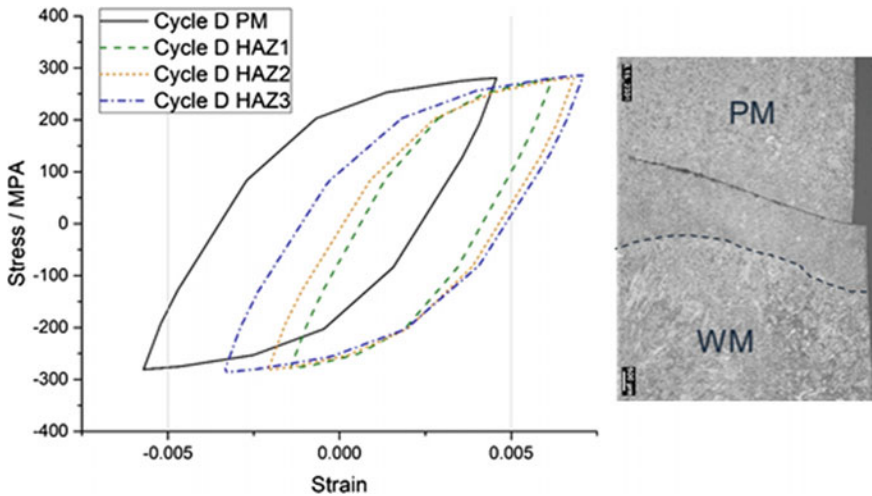 Cycle D PM
Cycle D HAZ1
Cycle D HAZ2
Cycle D HAZ3
400
300
200
100
0
-100
-200
-300
-400
Stress / MPA
-0.005
0.000
0.005
Strain
PM
WM